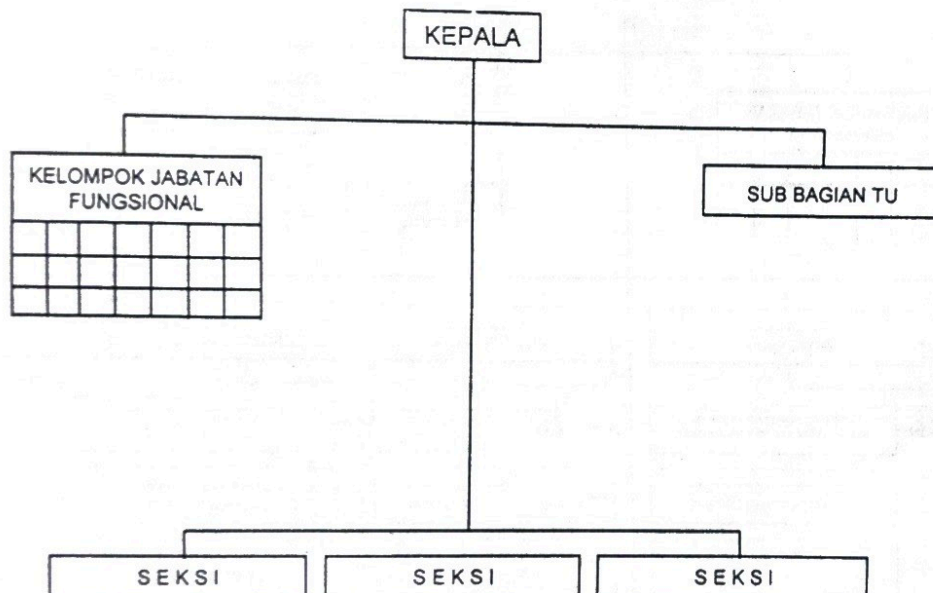 KEPALA
KELOMPOK JABATAN
FUNGSIONAL
SUB BAGIAN TU
SEKSI
SEKSI
SEKSI